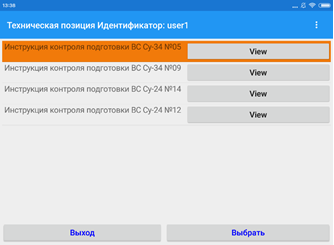 13:38
Техническая позиция Идентификатор: user1
Инструкция контроля подготовки ВС Су-34 №05 View
Инструкция контроля подготовки ВС Су-34 №09 View
Инструкция контроля подготовки ВС Су-24 №14 View
Инструкция контроля подготовки ВС Су-24 №12 View
Выход Выбрать